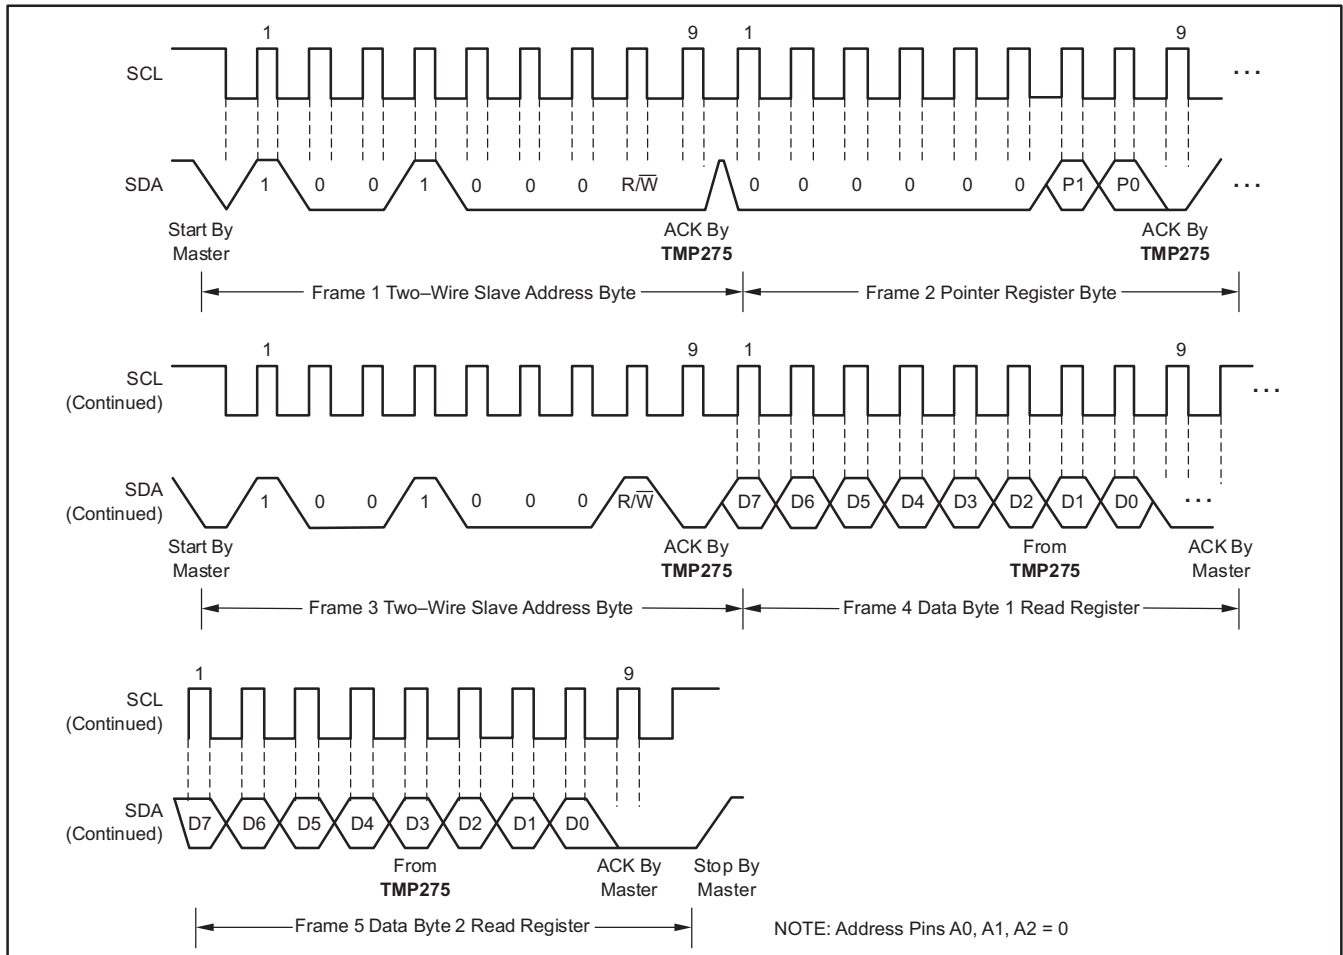 1 9 1 9
SCL ...
SDA 1 0 0 1 0 0 0 R/W̅ 0 0 0 0 0 0 P1 P0 ...
Start By ACK By ACK By
Master TMP275 TMP275
Frame 1 Two–Wire Slave Address Byte Frame 2 Pointer Register Byte
1 9 1 9
SCL ...
(Continued)
SDA 1 0 0 1 0 0 0 R/W̅ D7 D6 D5 D4 D3 D2 D1 D0 ...
(Continued)
Start By ACK By From ACK By
Master TMP275 TMP275 Master
Frame 3 Two–Wire Slave Address Byte Frame 4 Data Byte 1 Read Register
1 9
SCL
(Continued)
SDA D7 D6 D5 D4 D3 D2 D1 D0
(Continued)
From ACK By Stop By
TMP275 Master Master
Frame 5 Data Byte 2 Read Register NOTE: Address Pins A0, A1, A2 = 0